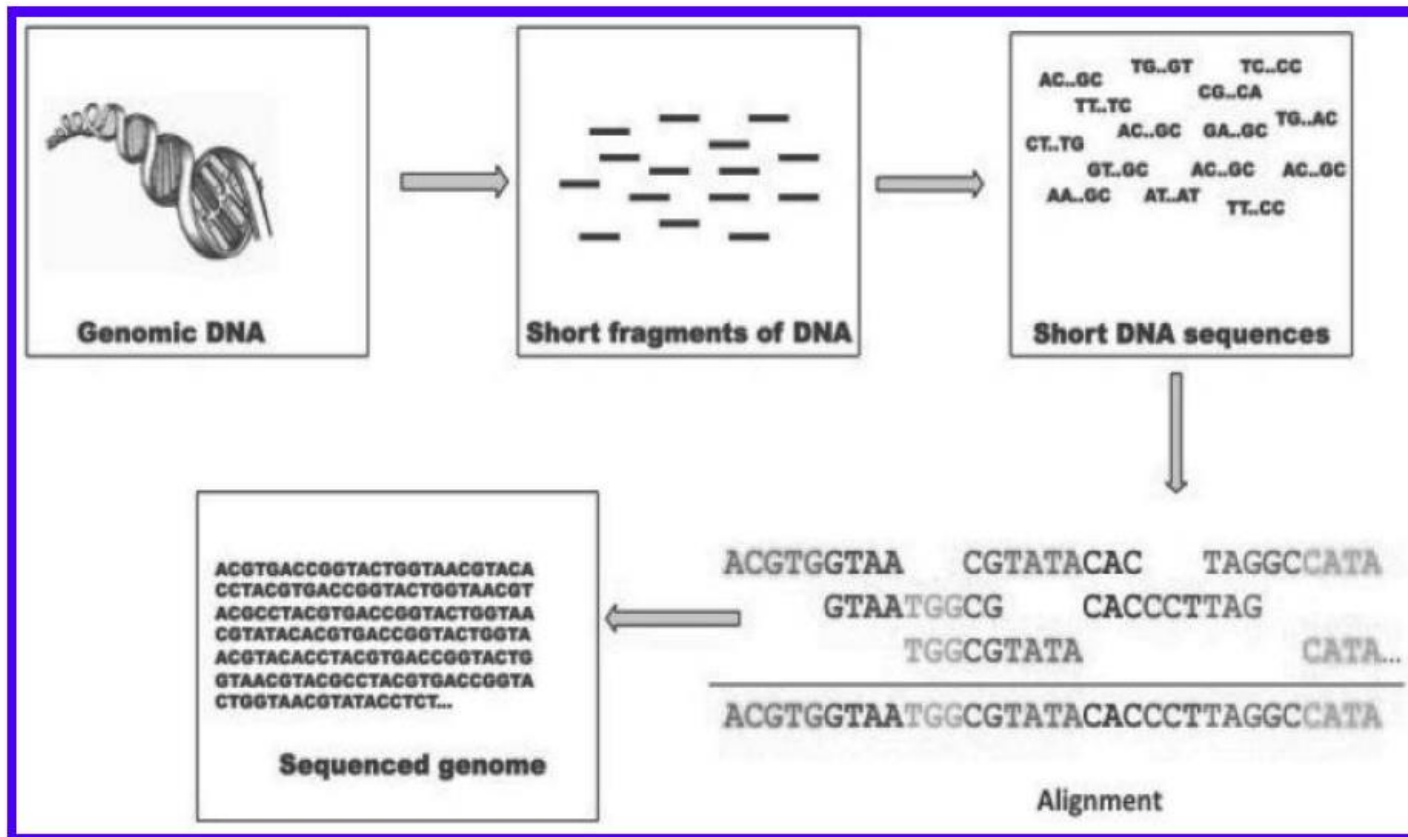 Genomic DNA
Short fragments of DNA
AC..GC TG..GT TC..CC
TT..TC CG..CA
CT..TG AC..GC GA..GC TG..AC
GT..GC AC..GC AC..GC
AA..GC AT..AT TT..CC
Short DNA sequences
ACGTGGTAA CGTATACAC TAGGCCATA
GTAATGGCG CACCCTTAG
TGGCGTATA CATA...
ACGTGGTAATGGCGTATACACCCTTAGGCCATA
Alignment
ACGTGACCGGTACTGGTAACGTACA
CCTACGTGACCGGTACTGGTAACGT
ACGCCTACGTGACCGGTACTGGTAA
CGTATACACGTGACCGGTACTGGTA
ACGTACACCTACGTGACCGGTACTG
GTAACGTACGCCTACGTGACCGGTA
CTGGTAACGTATACCTCT...
Sequenced genome